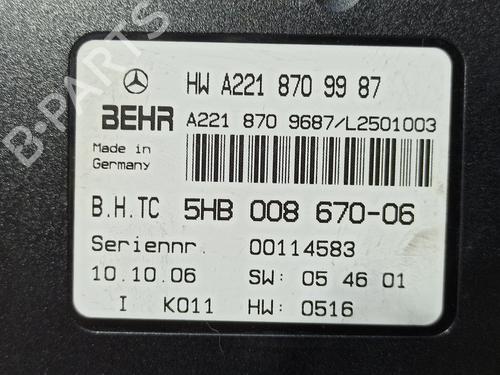 HW A221 870 99 87
BEHR A221 870 9687/L2501003
Made in
Germany
B.H.TC 5HB 008 670-06
Seriennr. 00114583
10.10.06 SW: 05 46 01
I K011 HW: 0516
B-PARTS